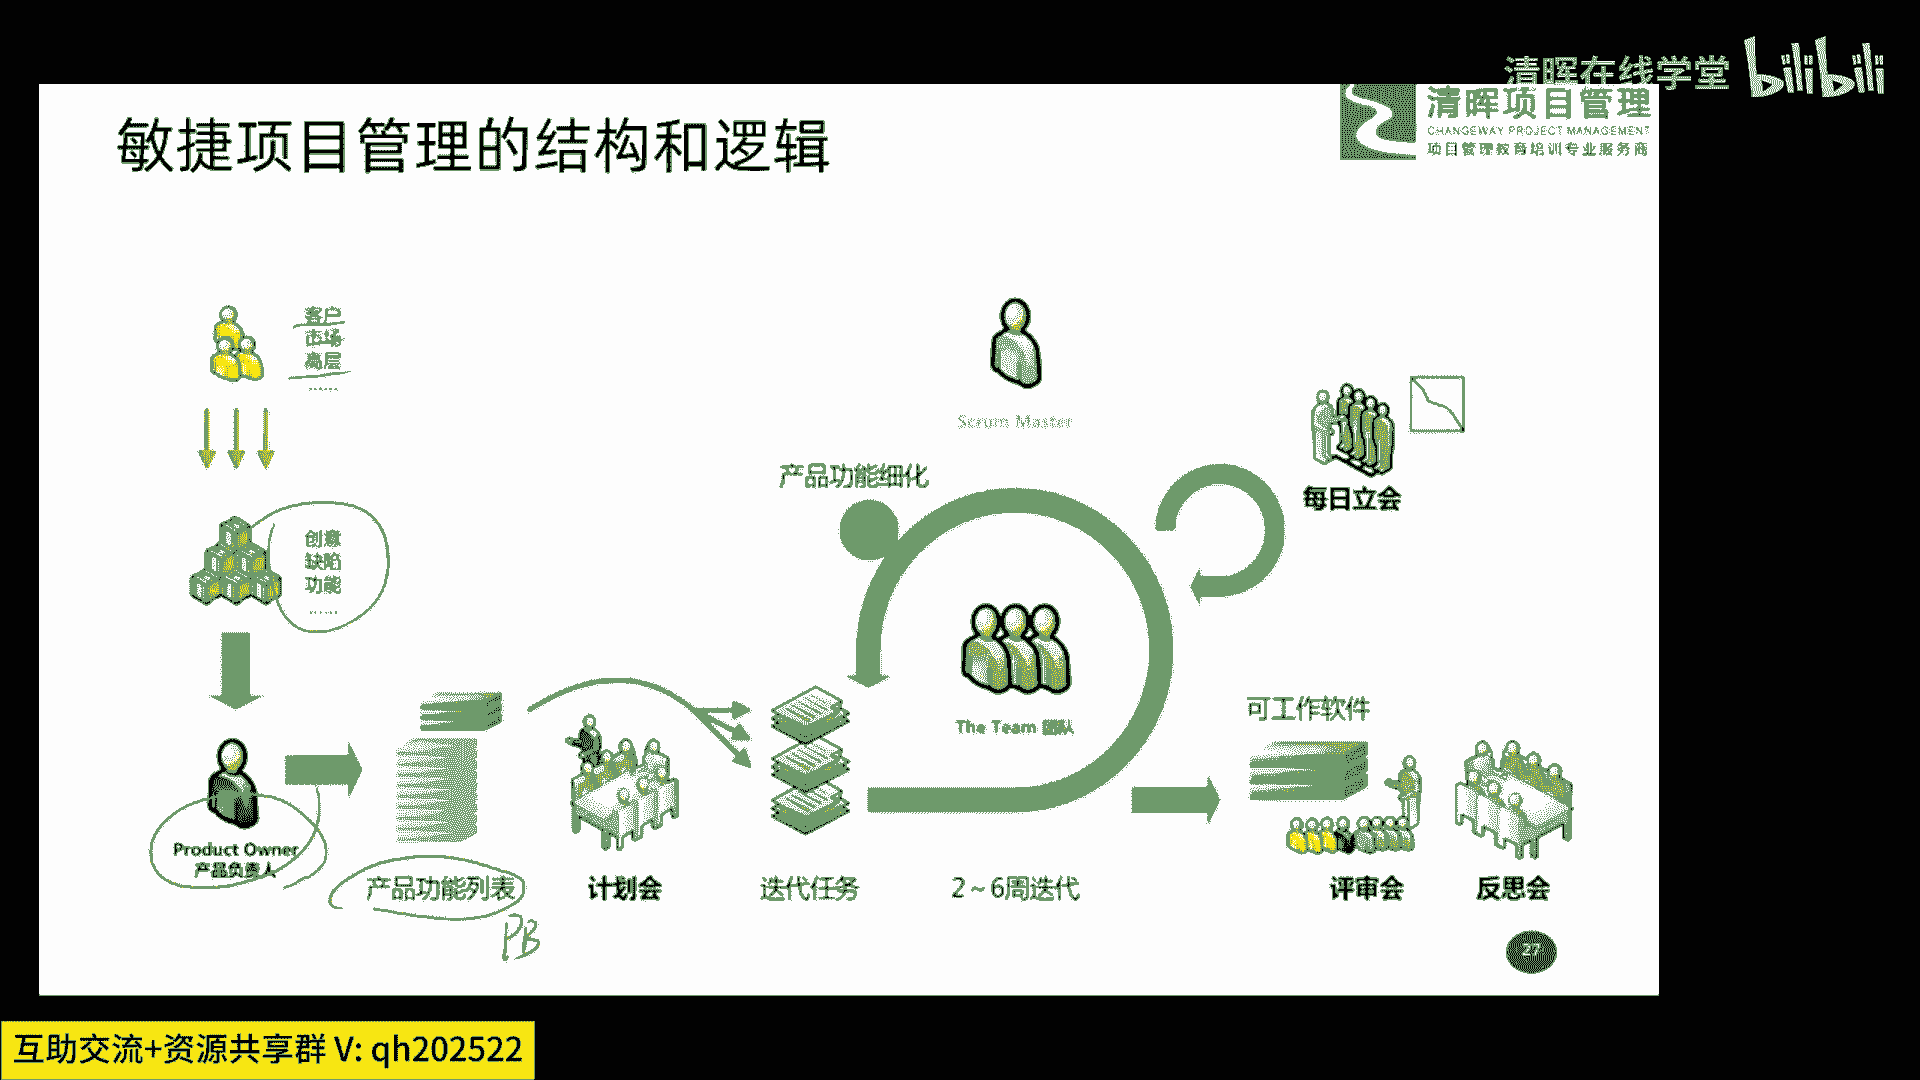 清晖在线学堂 bilibili
清晖项目管理
CHANGEWAY PROJECT MANAGEMENT
项目管理教育培训专业服务商
敏捷项目管理的结构和逻辑
客户
市场
高层
......
创意
缺陷
功能
......
Product Owner
产品负责人
产品功能列表
PB
计划会
迭代任务
产品功能细化
Scrum Master
The Team 团队
2~6周迭代
每日立会
可工作软件
评审会
反思会
27
互助交流+资源共享群 V: qh202522